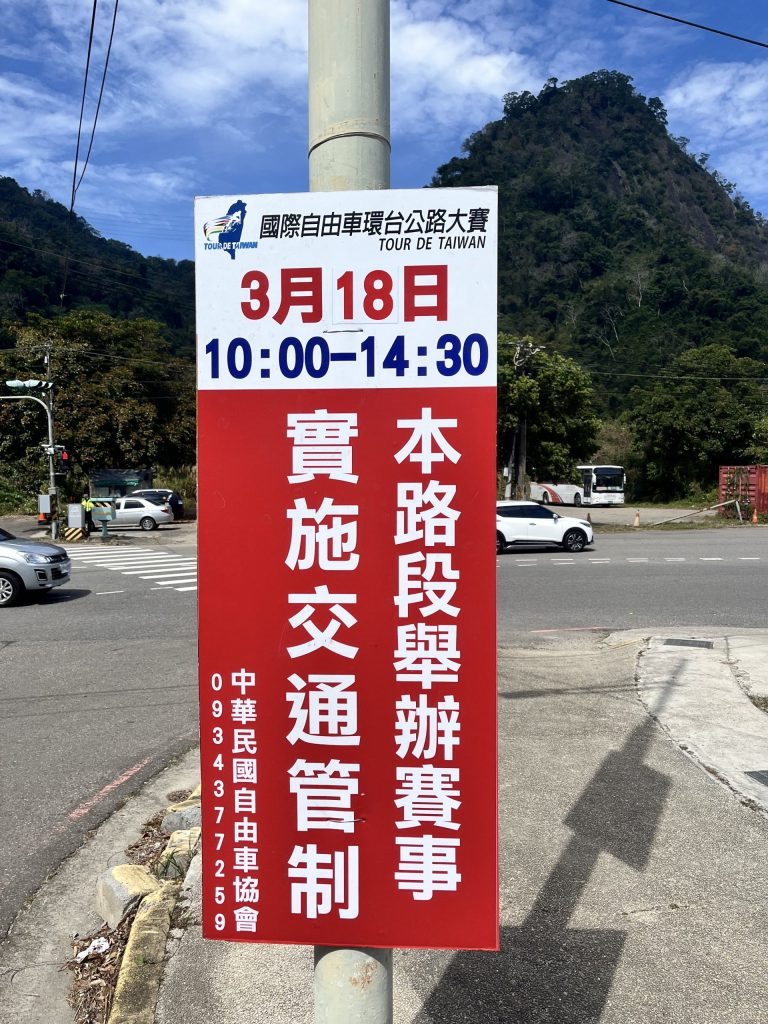 TOUR DE TAIWAN
國際自由車環台公路大賽
TOUR DE TAIWAN
3月18日
10:00-14:30
本路段舉辦賽事
實施交通管制
中華民國自由車協會
0934377259